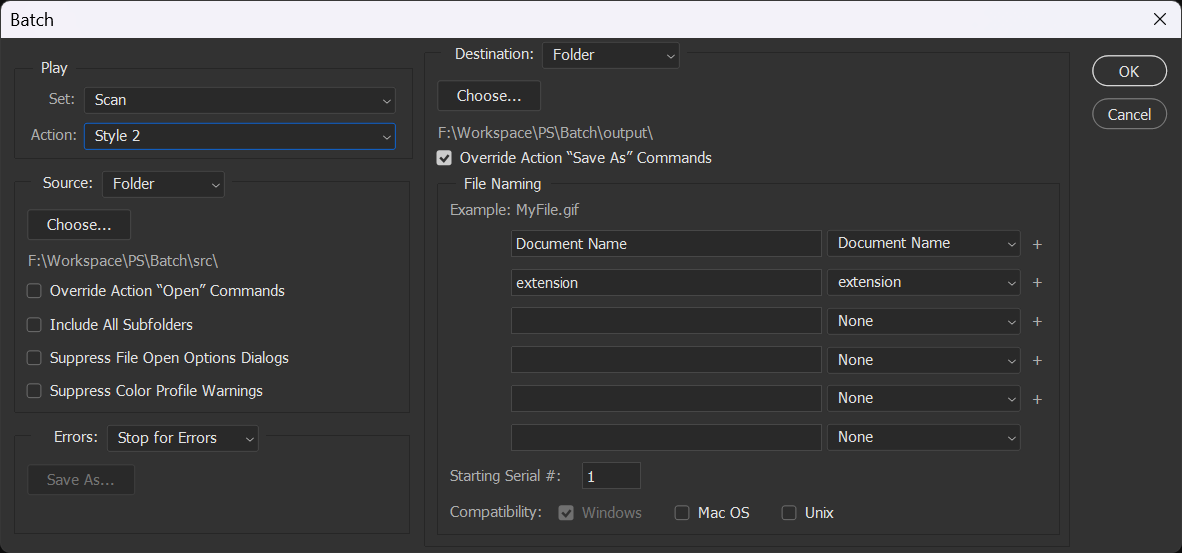 Batch
Play
Set: Scan
Action: Style 2
Source: Folder
Choose...
F:\Workspace\PS\Batch\src\
Override Action “Open” Commands
Include All Subfolders
Suppress File Open Options Dialogs
Suppress Color Profile Warnings
Errors: Stop for Errors
Save As...
Destination: Folder
Choose...
F:\Workspace\PS\Batch\output\
Override Action “Save As” Commands
File Naming
Example: MyFile.gif
Document Name Document Name +
extension extension +
None +
None +
None +
None
Starting Serial #: 1
Compatibility: Windows Mac OS Unix
OK
Cancel